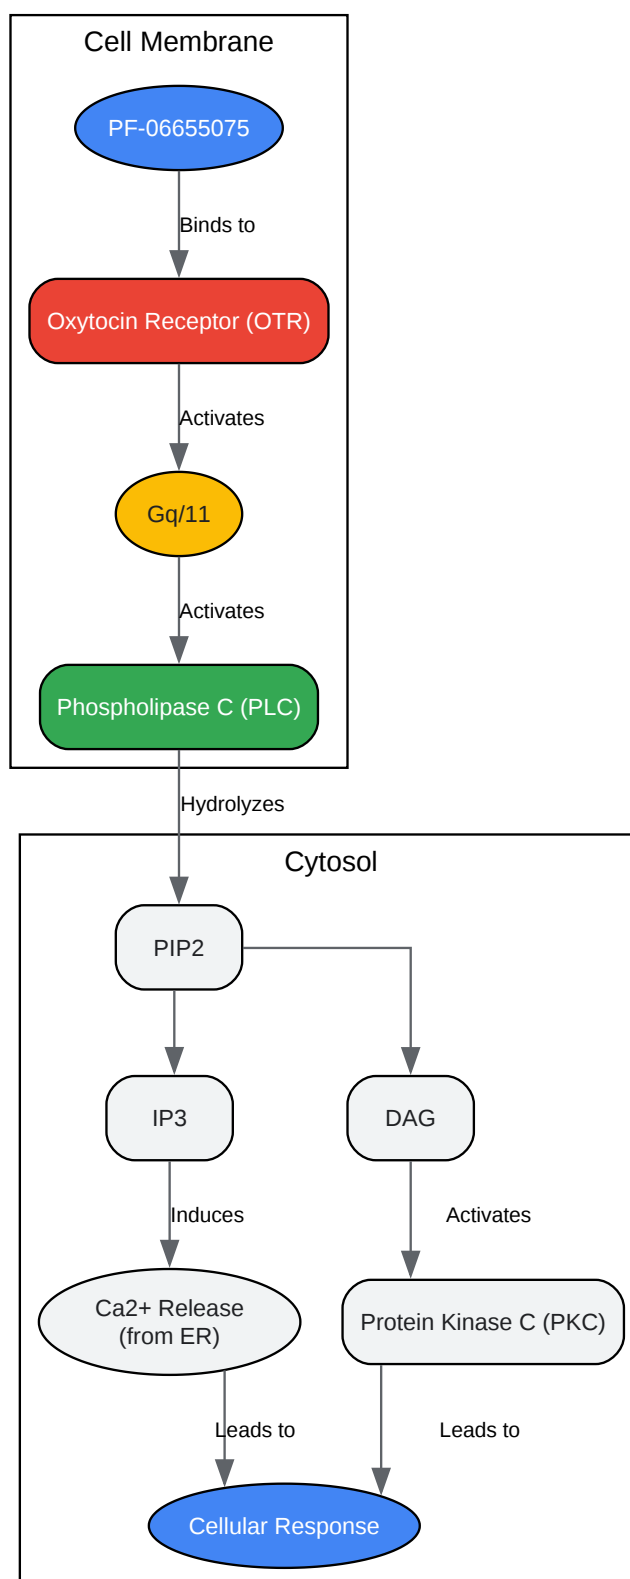 Cell Membrane
PF-06655075
Binds to
Oxytocin Receptor (OTR)
Activates
Gq/11
Activates
Phospholipase C (PLC)
Hydrolyzes
Cytosol
PIP2
IP3
DAG
Induces
Activates
Ca2+ Release
(from ER)
Protein Kinase C (PKC)
Leads to
Leads to
Cellular Response